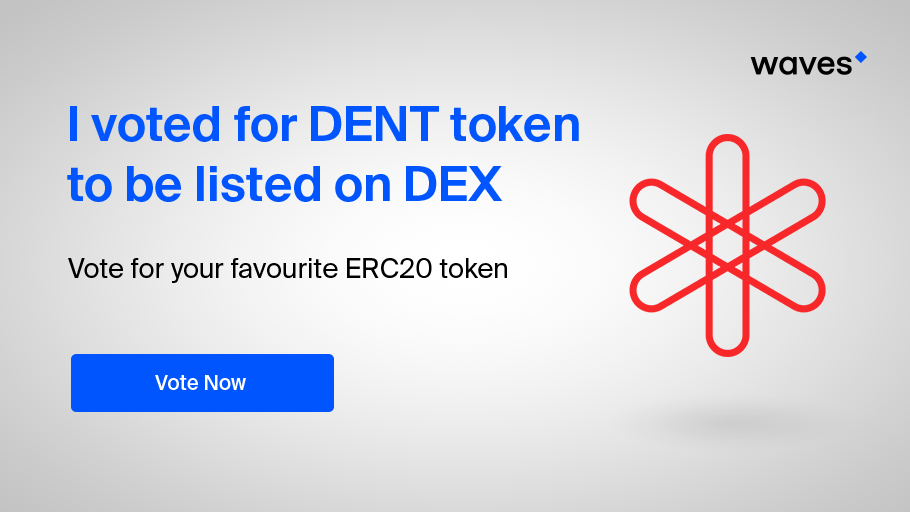 waves
I voted for DENT token
to be listed on DEX
Vote for your favourite ERC20 token
Vote Now